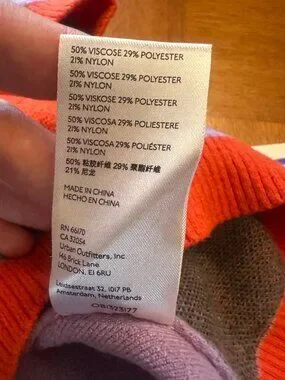 50% VISCOSE 29% POLYESTER
21% NYLON
50% VISCOSE 29% POLYESTER
21% NYLON
50% VISKOSE 29% POLYESTER
21% NYLON
50% VISCOSA 29% POLIESTERE
21% NYLON
50% VISCOSA 29% POLIÉSTER
21% NYLON
50% 粘胶纤维 29% 聚酯纤维
21% 尼龙
MADE IN CHINA
HECHO EN CHINA
RN 66170
CA 32054
Urban Outfitters, Inc
146 Brick Lane
LONDON, E1 6RU
Leidsestraat 32, 1017 PB
Amsterdam, Netherlands